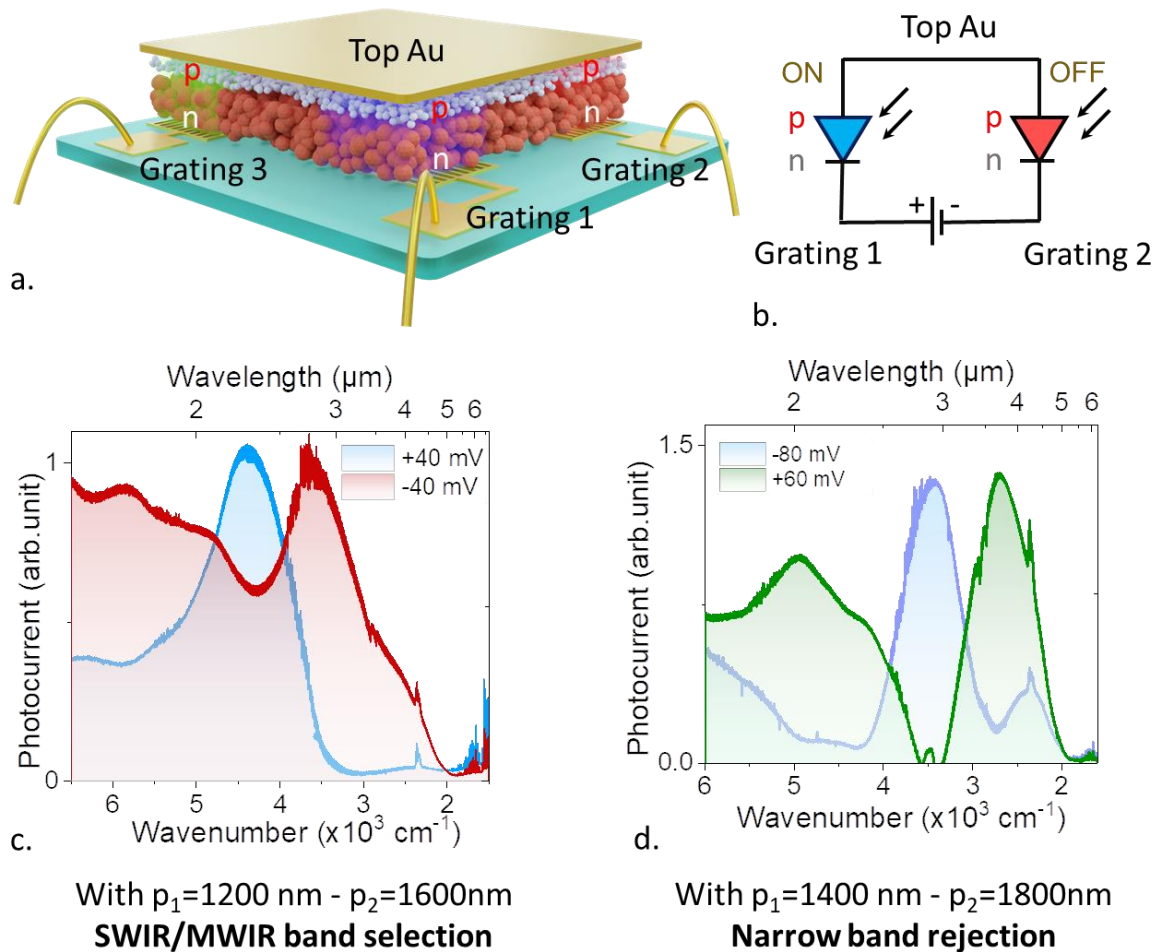 Top Au
p
p
p
n
n
n
Grating 3
Grating 2
Grating 1
a.
Top Au
ON
OFF
p
p
n
n
+ -
Grating 1
Grating 2
b.
Wavelength (µm)
2 3 4 5 6
1
0
+40 mV
-40 mV
Photocurrent (arb.unit)
6 5 4 3 2
Wavenumber (x10³ cm⁻¹)
c.
With p₁=1200 nm - p₂=1600nm
SWIR/MWIR band selection
Wavelength (µm)
2 3 4 5 6
1.5
0.0
-80 mV
+60 mV
Photocurrent (arb.unit)
6 5 4 3 2
Wavenumber (x10³ cm⁻¹)
d.
With p₁=1400 nm - p₂=1800nm
Narrow band rejection